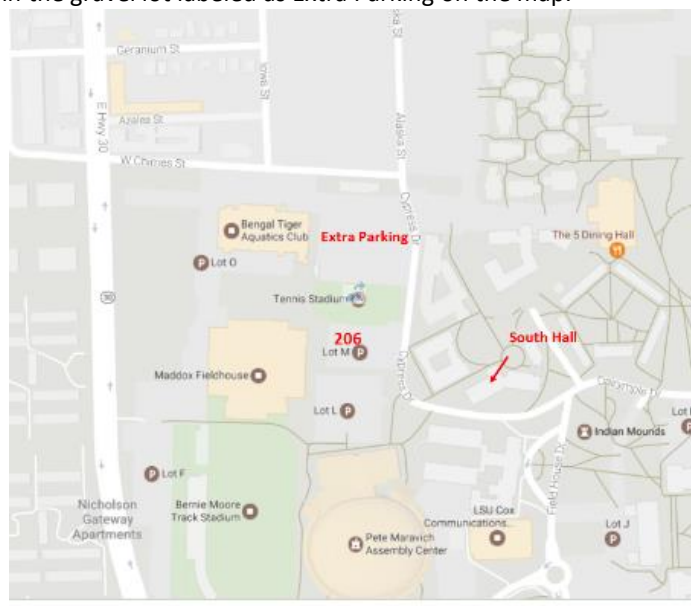 in the gravel lot labeled as Extra Parking on the map.
Geranium St
Iowa St
Alaska St
E Hwy 30
Azalea St
W Chimes St
Cypress Dr
Bengal Tiger
Aquatics Club
Extra Parking
The 5 Dining Hall
Lot O
30
Tennis Stadium
206
Lot M
South Hall
Maddox Fieldhouse
Cypress Dr
Lot L
Indian Mounds
Lot F
Field House Dr
Nicholson
Gateway
Apartments
Bernie Moore
Track Stadium
LSU Cox
Communications...
Lot J
Pete Maravich
Assembly Center